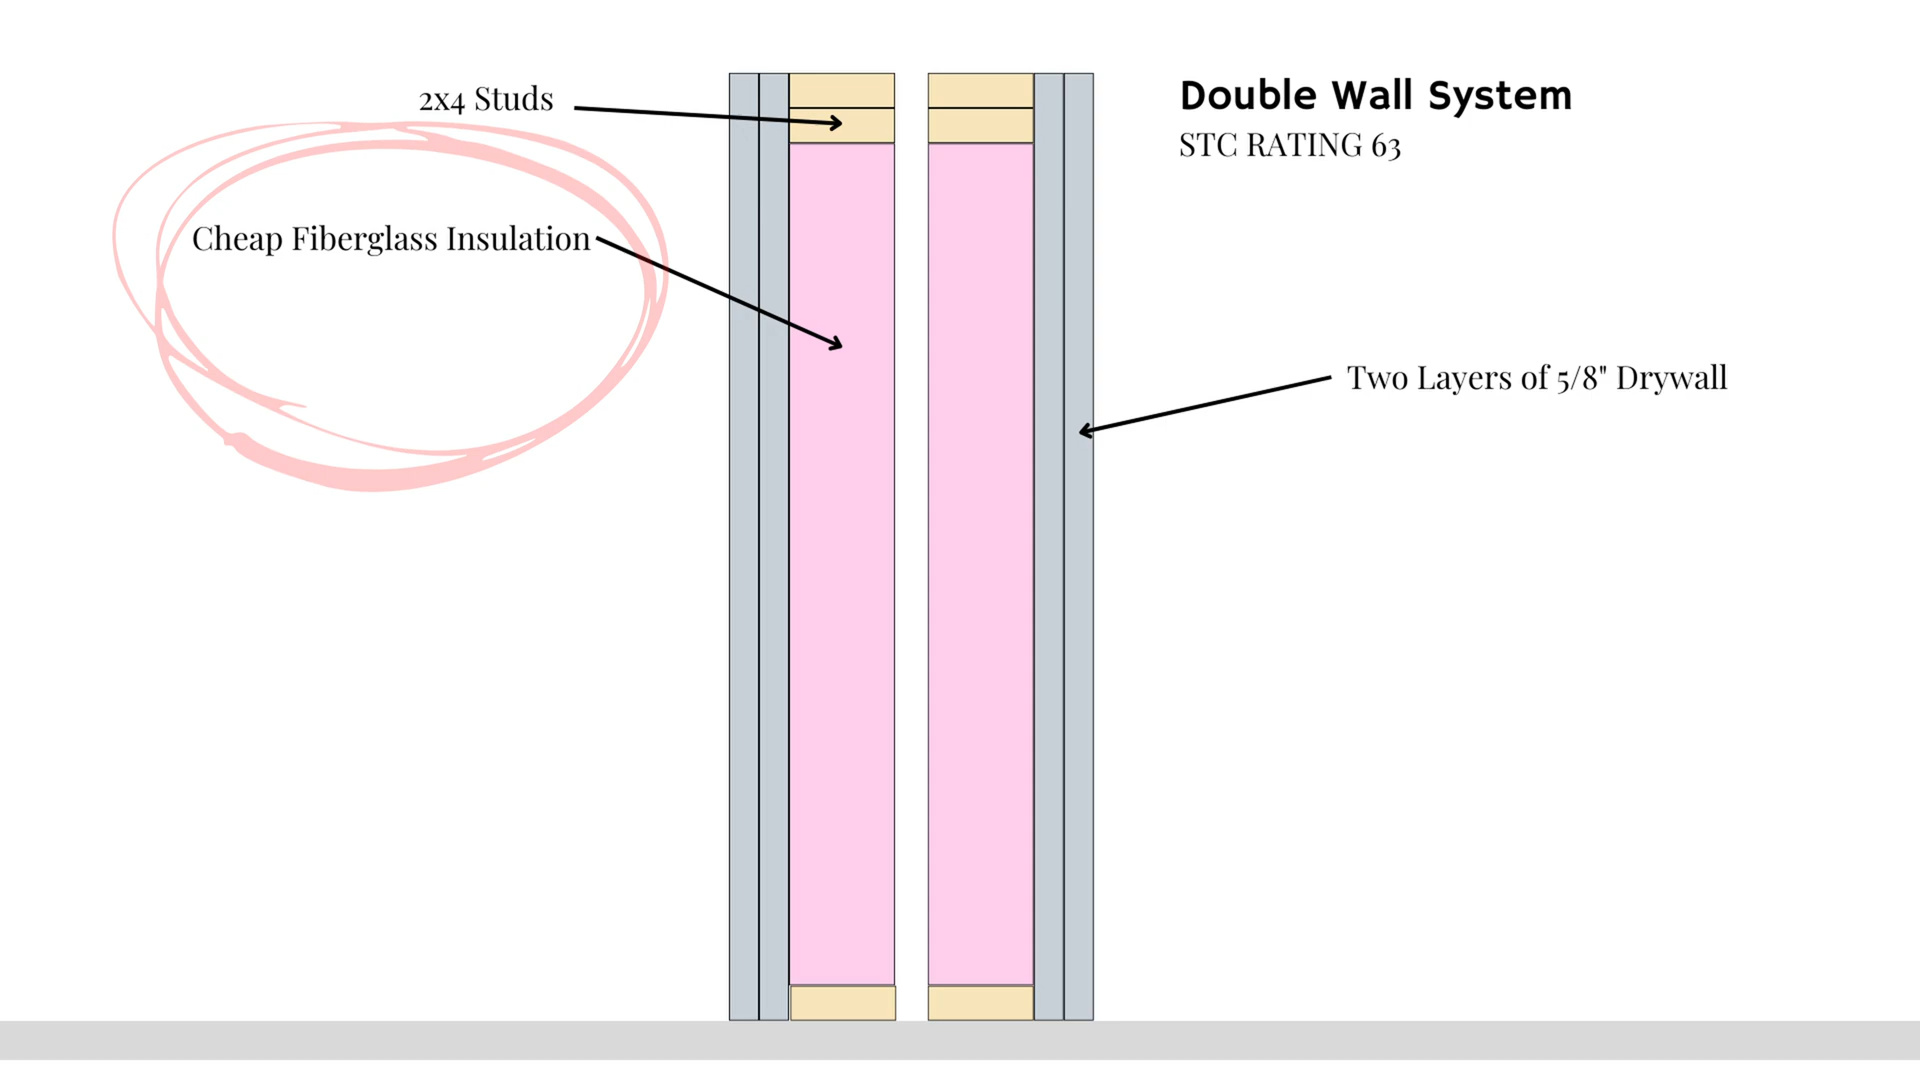 2x4 Studs
Double Wall System
STC RATING 63
Cheap Fiberglass Insulation
Two Layers of 5/8" Drywall